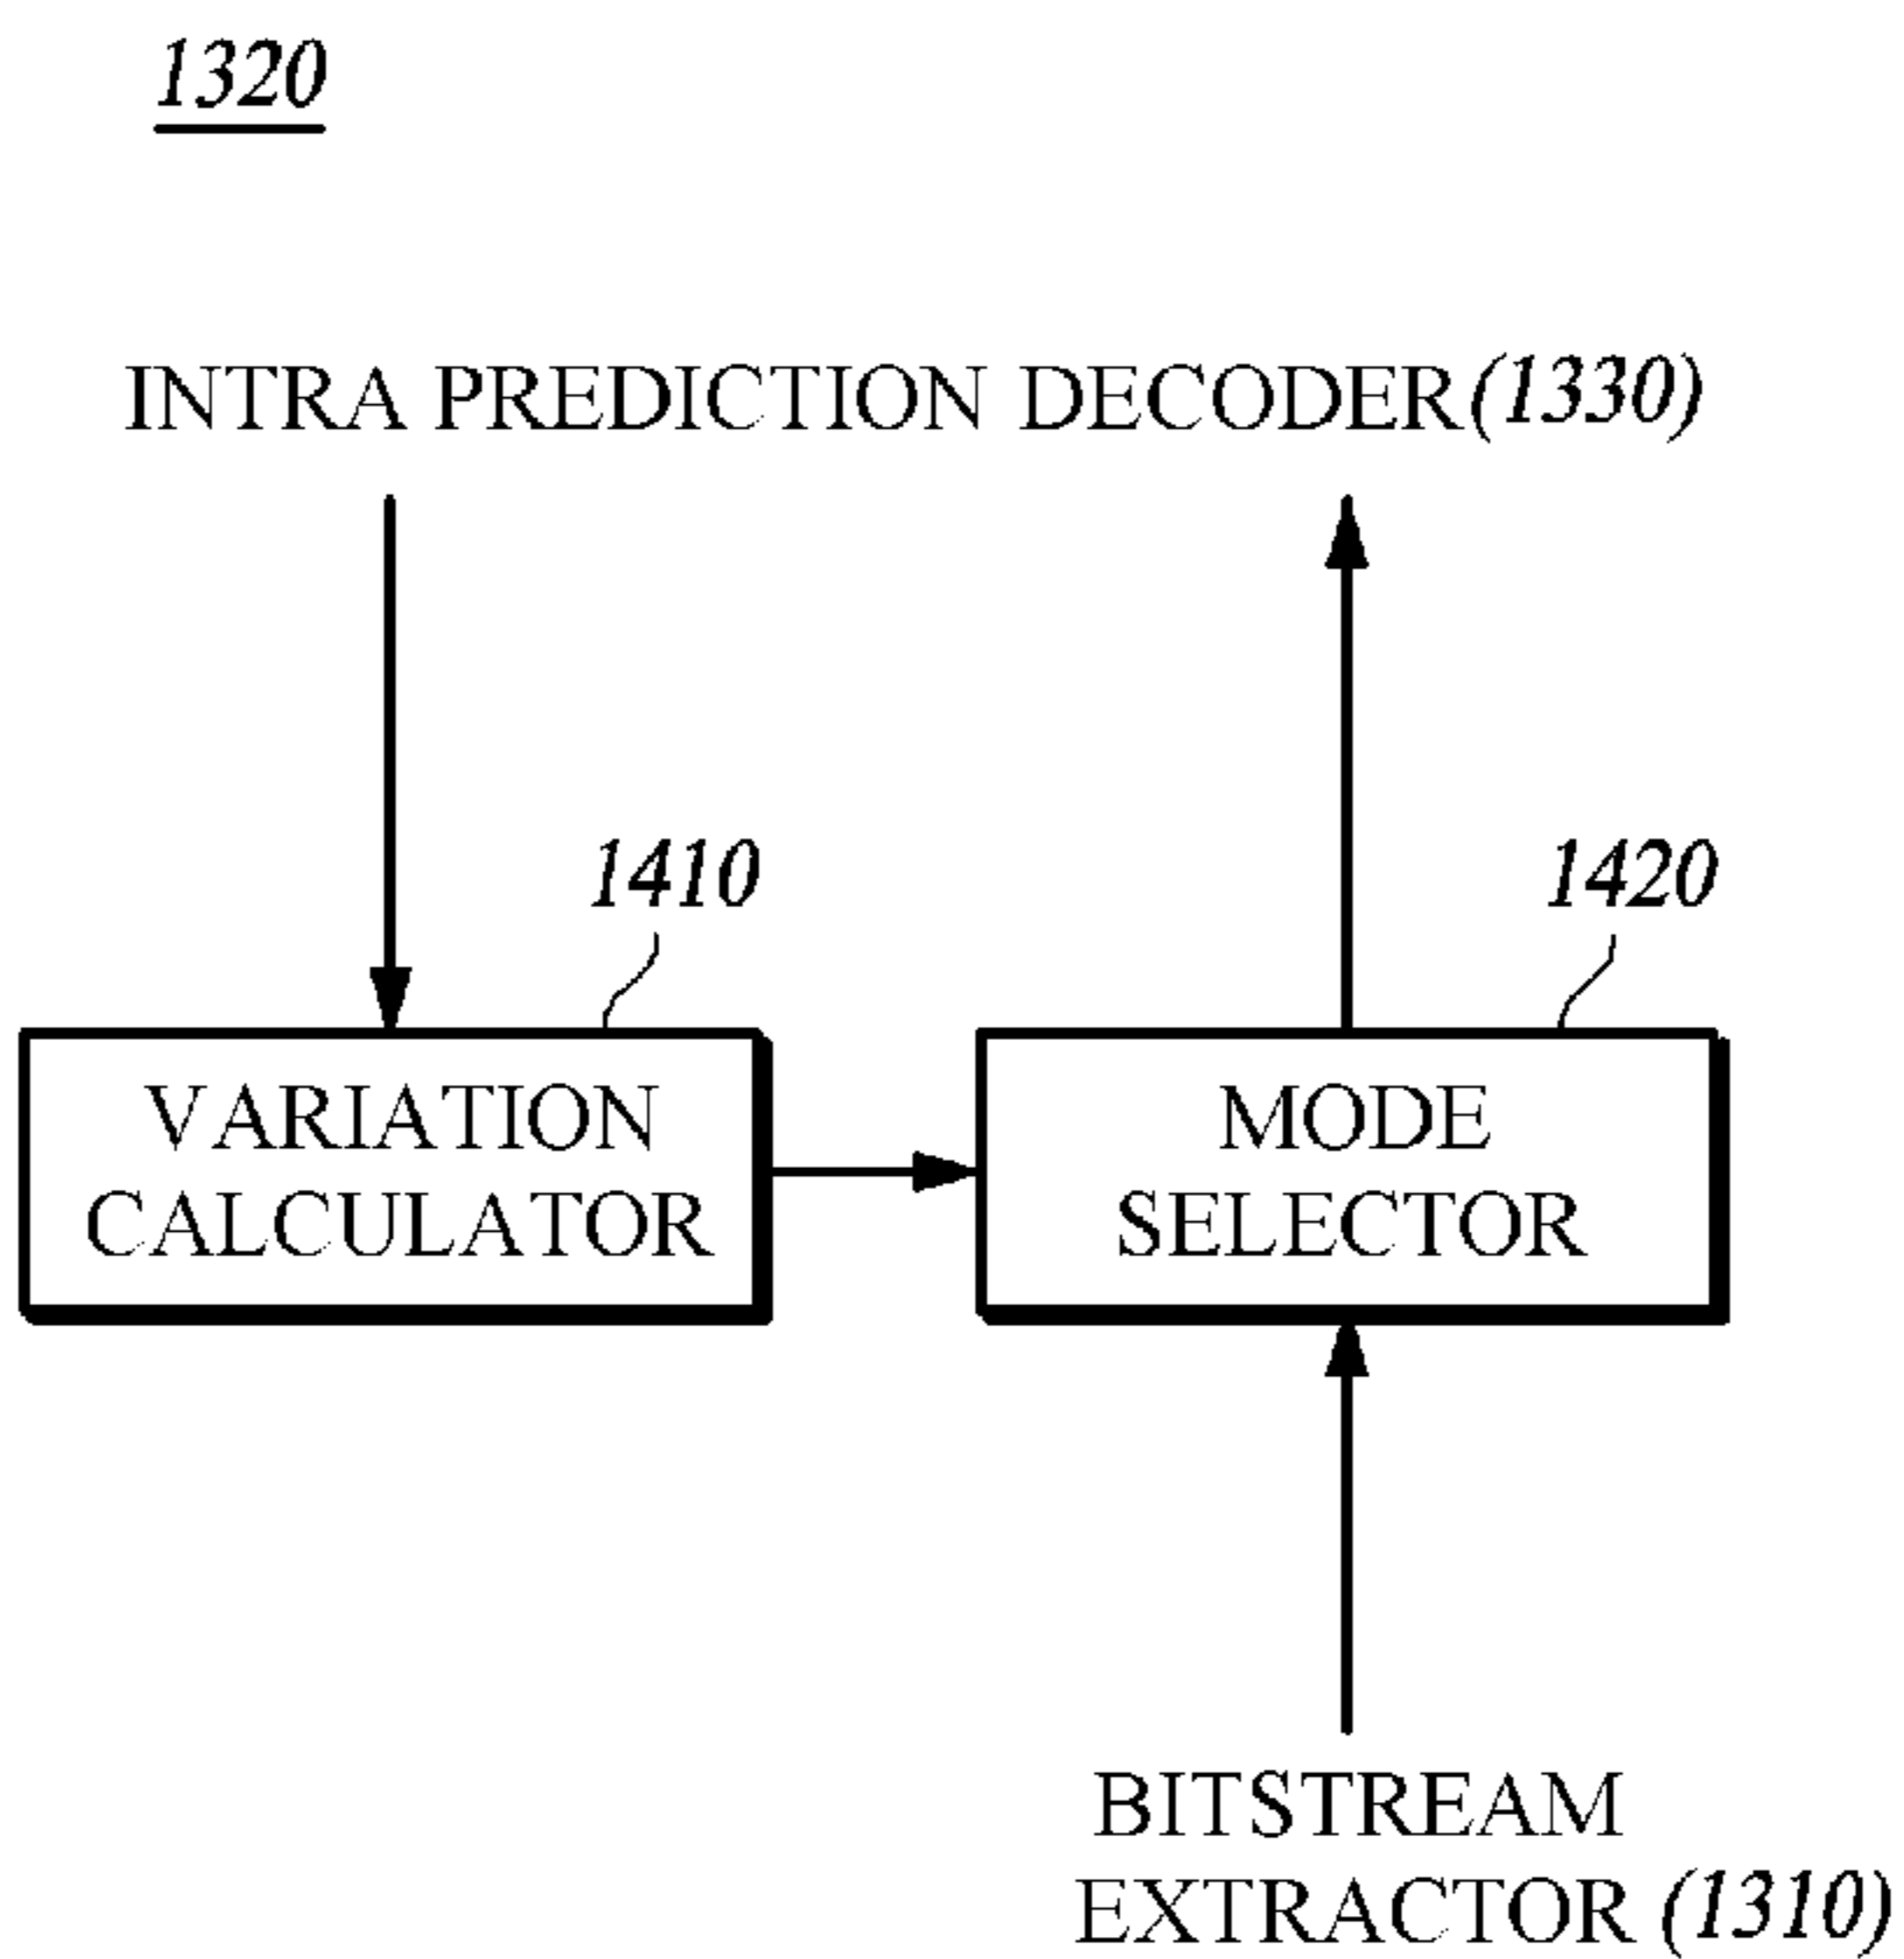 1320
INTRA PREDICTION DECODER(1330)
1410
1420
VARIATION
CALCULATOR
MODE
SELECTOR
BITSTREAM
EXTRACTOR (1310)